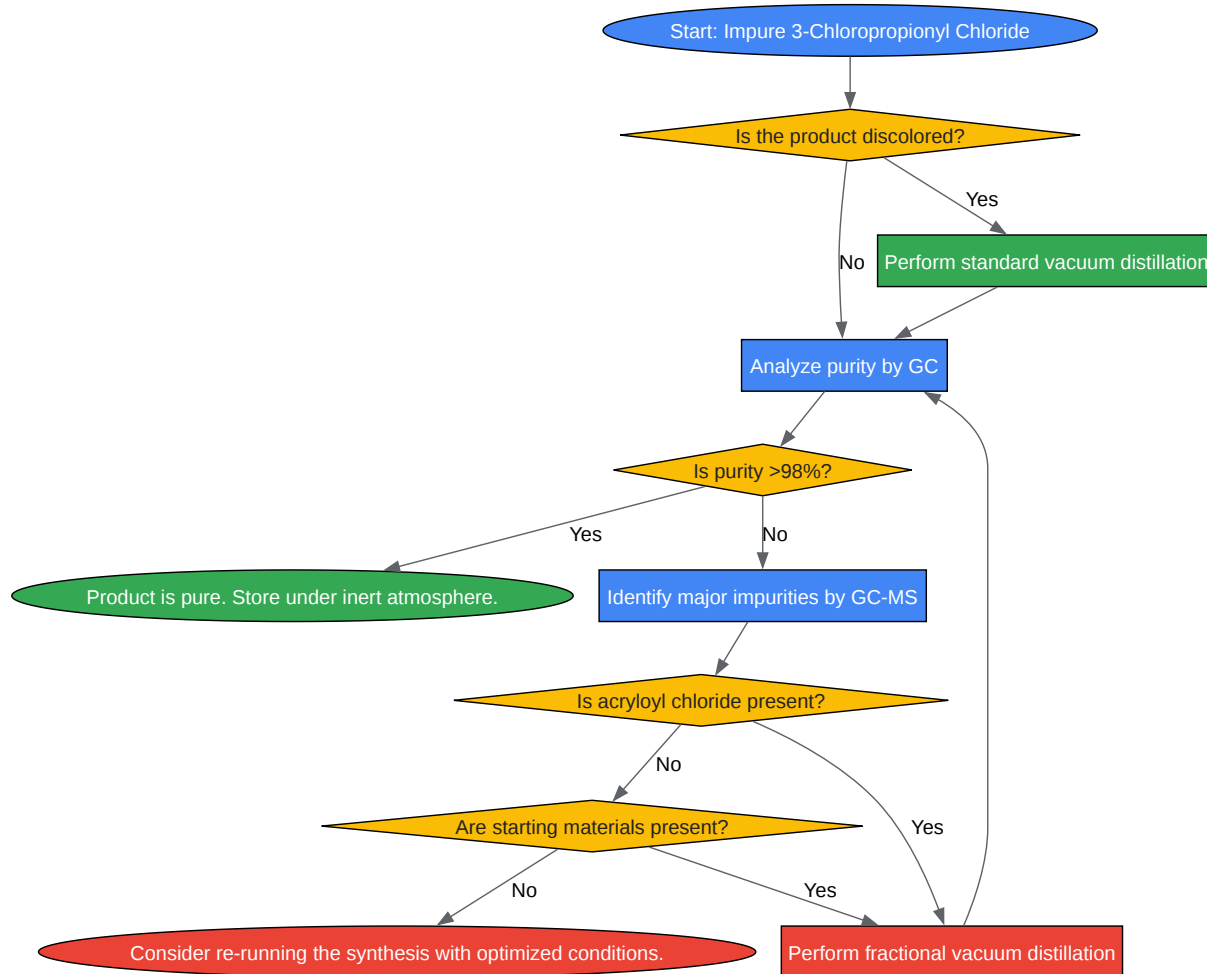 Start: Impure 3-Chloropropionyl Chloride
Is the product discolored?
Yes
No
Perform standard vacuum distillation
Analyze purity by GC
Is purity >98%?
Yes
No
Product is pure. Store under inert atmosphere.
Identify major impurities by GC-MS
Is acryloyl chloride present?
No
Are starting materials present?
Yes
No
Yes
Consider re-running the synthesis with optimized conditions.
Perform fractional vacuum distillation